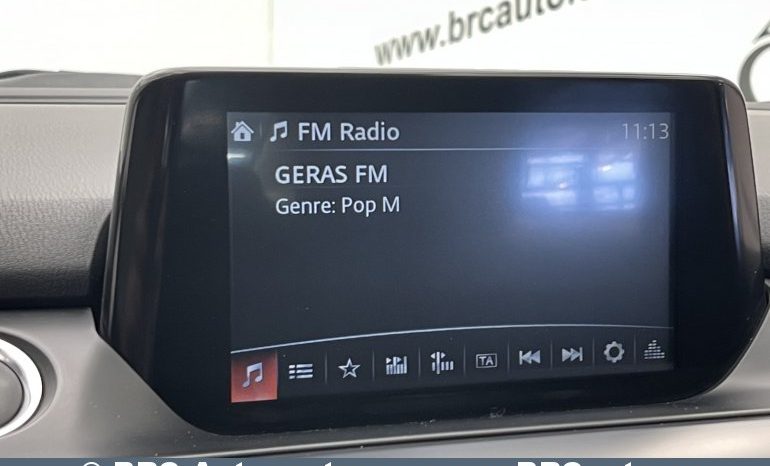 www.brcauto.
FM Radio 11:13
GERAS FM
Genre: Pop M
TA